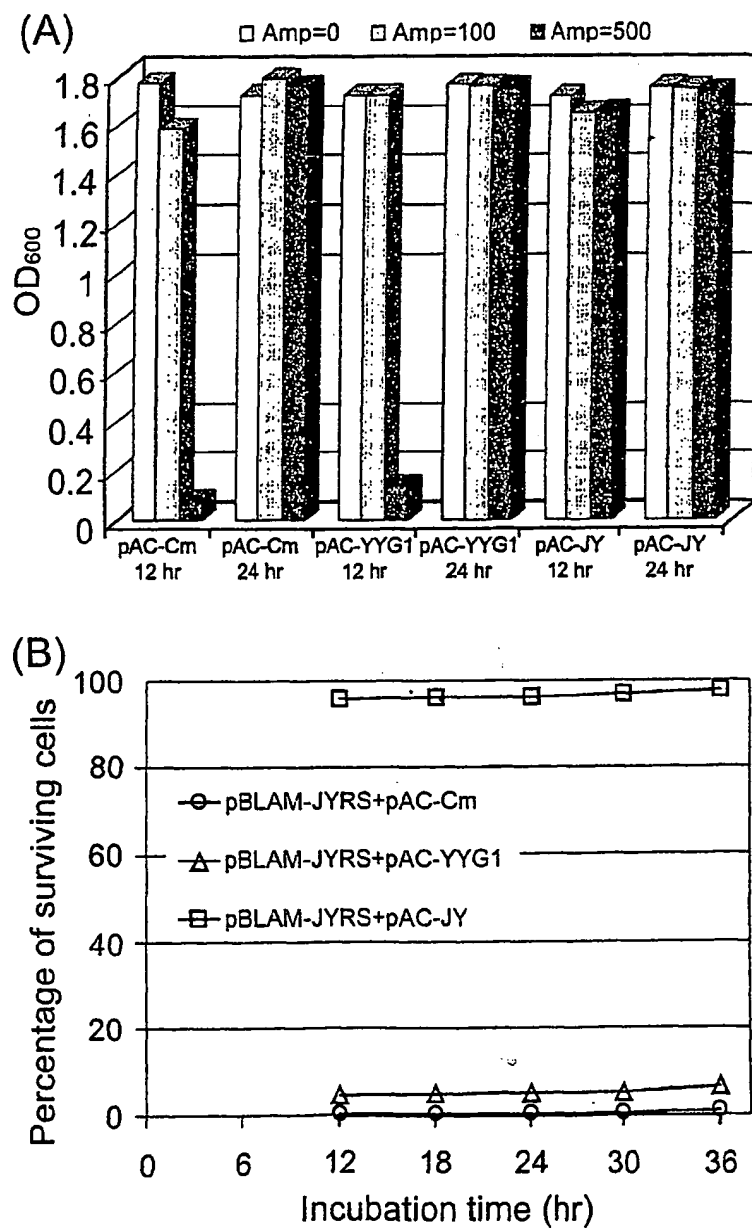 (A)
Amp=0 Amp=100 Amp=500
OD600
1.8
1.6
1.4
1.2
1
0.8
0.6
0.4
0.2
0
pAC-Cm pAC-Cm pAC-YYG1 pAC-YYG1 pAC-JY pAC-JY
12 hr 24 hr 12 hr 24 hr 12 hr 24 hr
(B)
Percentage of surviving cells
100
80
60
40
20
0
pBLAM-JYRS+pAC-Cm
pBLAM-JYRS+pAC-YYG1
pBLAM-JYRS+pAC-JY
0 6 12 18 24 30 36
Incubation time (hr)